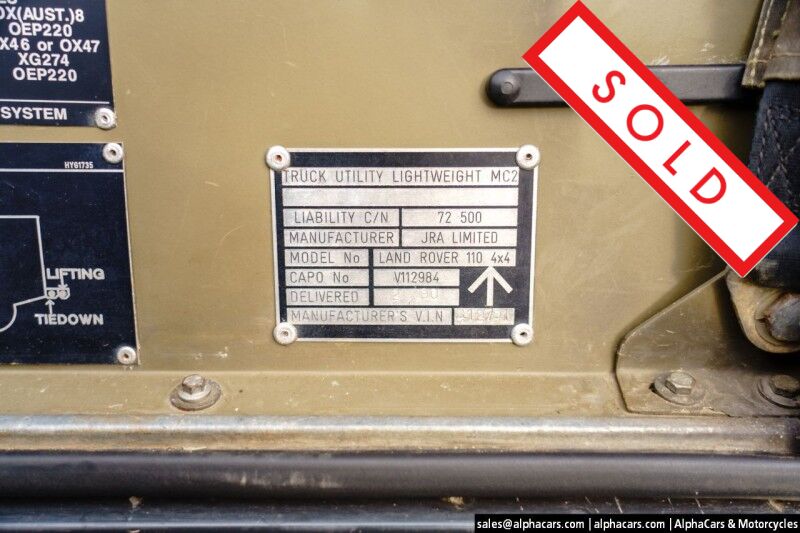 OX(AUST.)8
OEP220
X46 or OX47
XG274
OEP220
SYSTEM
HY61735
LIFTING
TIEDOWN
TRUCK UTILITY LIGHTWEIGHT MC2
LIABILITY C/N 72 500
MANUFACTURER JRA LIMITED
MODEL No LAND ROVER 110 4x4
CAPO No V112984
DELIVERED
MANUFACTURER'S V.I.N
SOLD
sales@alphacars.com | alphacars.com | AlphaCars & Motorcycles